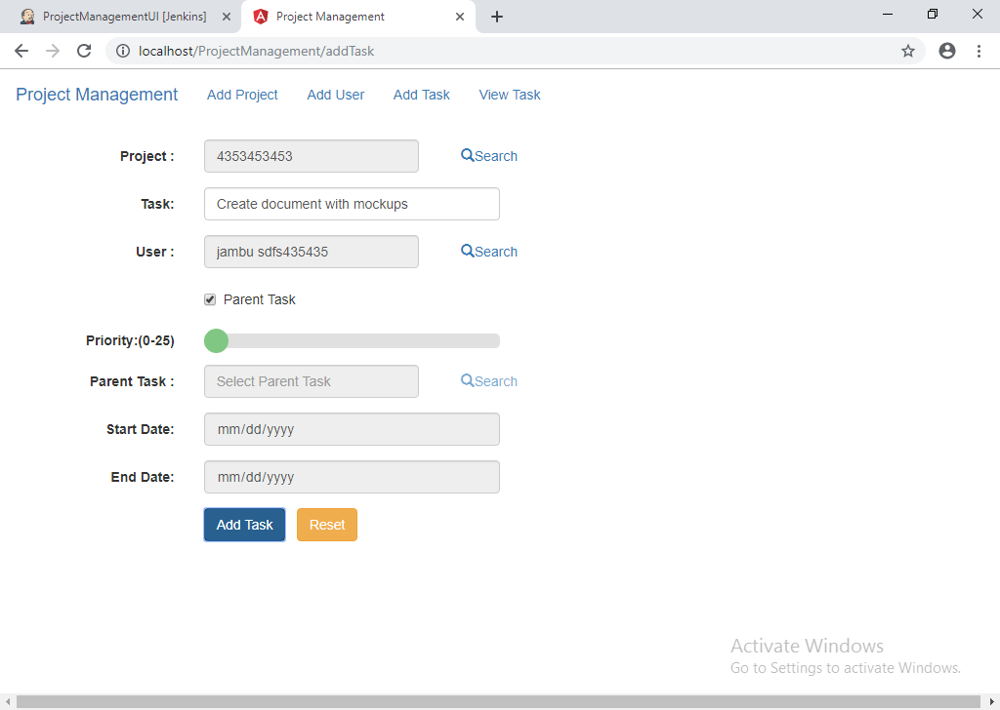 ProjectManagementUI [Jenkins]
Project Management
localhost/ProjectManagement/addTask
Project Management Add Project Add User Add Task View Task
Project : 4353453453 Search
Task: Create document with mockups
User : jambu sdfs435435 Search
Parent Task
Priority:(0-25)
Parent Task : Select Parent Task Search
Start Date: mm/dd/yyyy
End Date: mm/dd/yyyy
Add Task Reset
Activate Windows
Go to Settings to activate Windows.